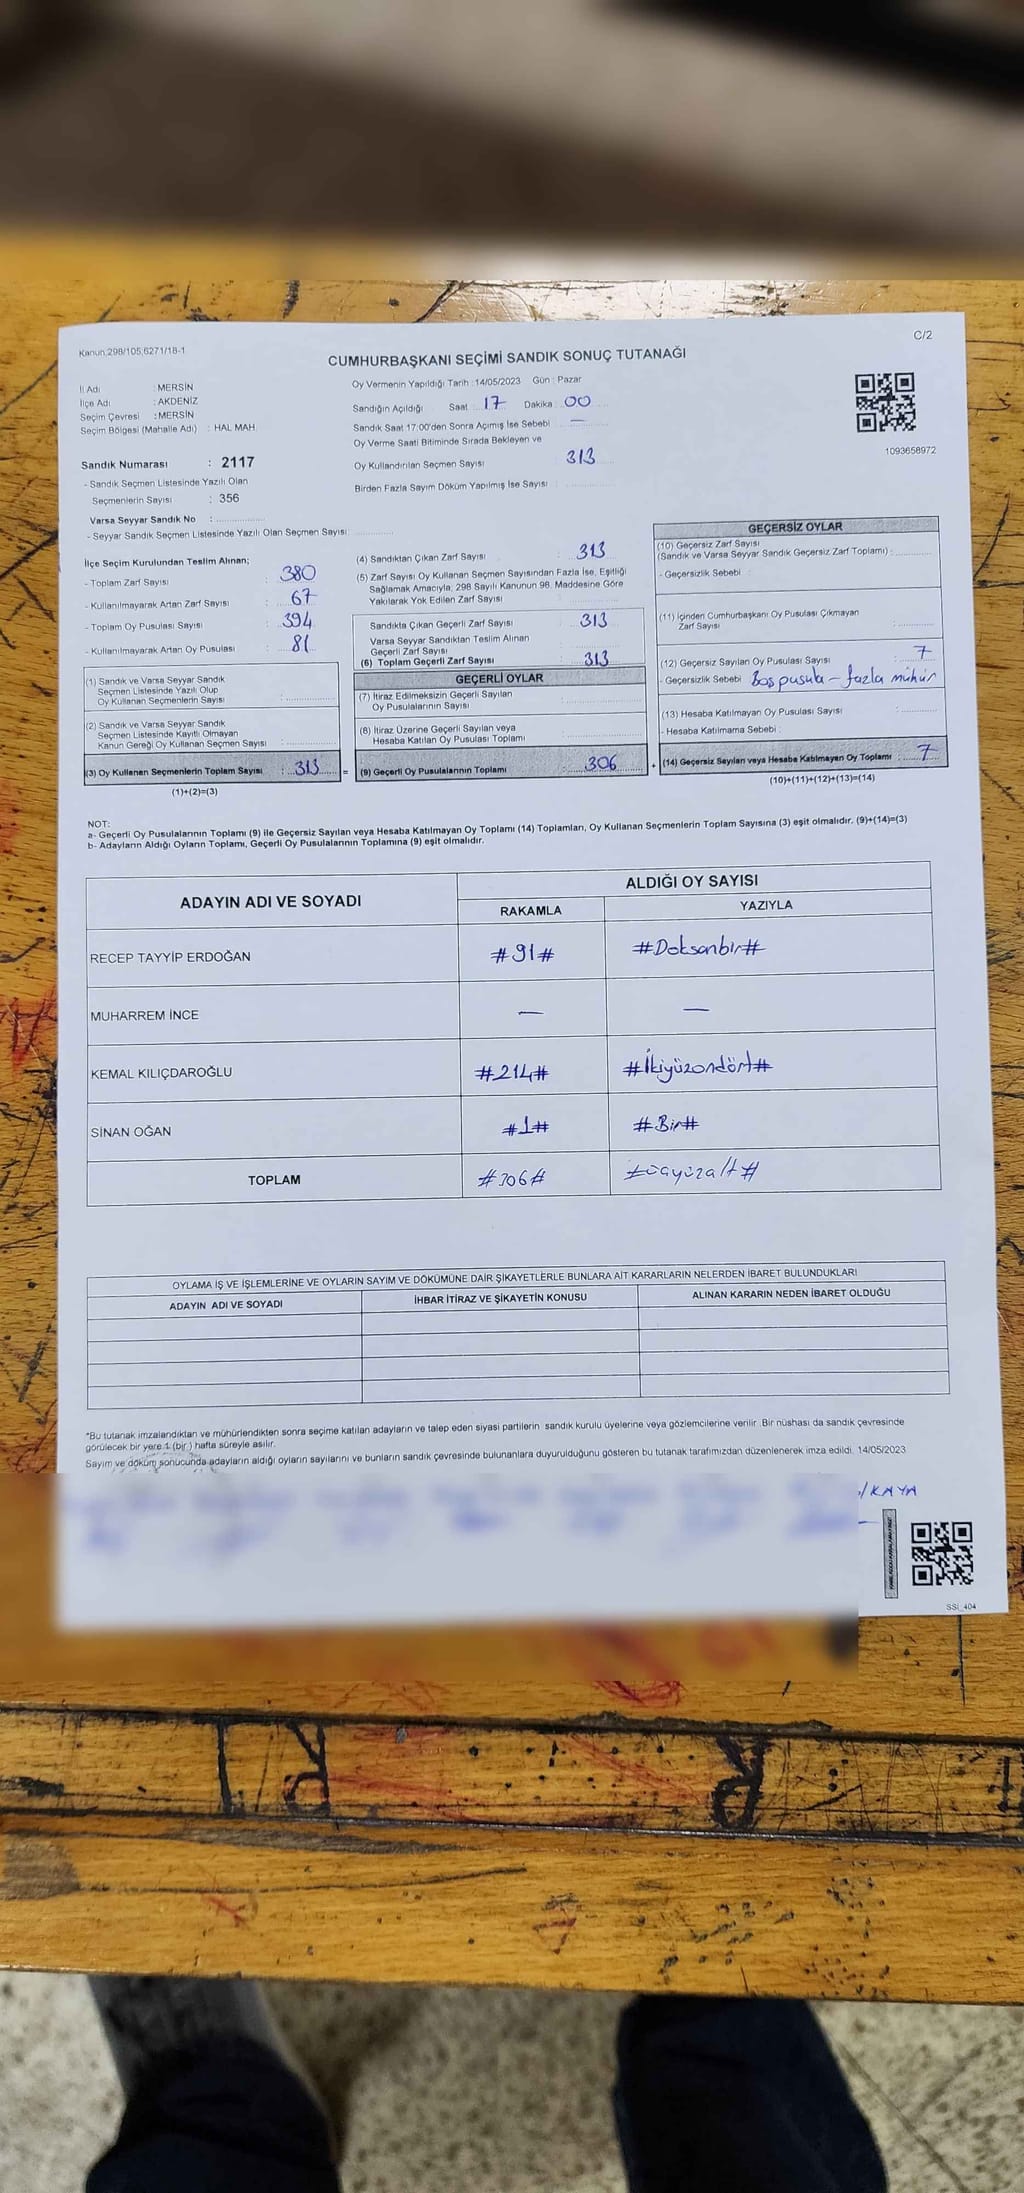 Kanun,298/105;6271/18-1
C/2
CUMHURBAŞKANI SEÇİMİ SANDIK SONUÇ TUTANAĞI
İl Adı : MERSİN
İlçe Adı : AKDENİZ
Seçim Çevresi : MERSİN
Seçim Bölgesi (Mahalle Adı) : HAL MAH.
Sandık Numarası : 2117
- Sandık Seçmen Listesinde Yazılı Olan
Seçmenlerin Sayısı : 356
Varsa Seyyar Sandık No :
- Seyyar Sandık Seçmen Listesinde Yazılı Olan Seçmen Sayısı:
Oy Vermenin Yapıldığı Tarih :14/05/2023 Gün : Pazar
Sandığın Açıldığı Saat : 17 Dakika : 00
Sandık Saat 17:00'den Sonra Açımış İse Sebebi : —
Oy Verme Saati Bitiminde Sırada Bekleyen ve
Oy Kullandırılan Seçmen Sayısı : 313
Birden Fazla Sayım Döküm Yapılmış İse Sayısı :
1093658972
İlçe Seçim Kurulundan Teslim Alınan;
- Toplam Zarf Sayısı : 380
- Kullanılmayarak Artan Zarf Sayısı : 67
- Toplam Oy Pusulası Sayısı : 394
- Kullanılmayarak Artan Oy Pusulası : 81
(1) Sandık ve Varsa Seyyar Sandık
Seçmen Listesinde Yazılı Olup
Oy Kullanan Seçmenlerin Sayısı :
(2) Sandık ve Varsa Seyyar Sandık
Seçmen Listesinde Kayıtlı Olmayan
Kanun Gereği Oy Kullanan Seçmen Sayısı :
(3) Oy Kullanan Seçmenlerin Toplam Sayısı : 313 =
(1)+(2)=(3)
(4) Sandıktan Çıkan Zarf Sayısı : 313
(5) Zarf Sayısı Oy Kullanan Seçmen Sayısından Fazla İse, Eşitliği
Sağlamak Amacıyla, 298 Sayılı Kanunun 98. Maddesine Göre
Yakılarak Yok Edilen Zarf Sayısı :
Sandıkta Çıkan Geçerli Zarf Sayısı : 313
Varsa Seyyar Sandıktan Teslim Alınan
Geçerli Zarf Sayısı :
(6) Toplam Geçerli Zarf Sayısı : 313
GEÇERLİ OYLAR
(7) İtiraz Edilmeksizin Geçerli Sayılan
Oy Pusulalarının Sayısı :
(8) İtiraz Üzerine Geçerli Sayılan veya
Hesaba Katılan Oy Pusulası Toplamı :
(9) Geçerli Oy Pusulalarının Toplamı : 306 +
GEÇERSİZ OYLAR
(10) Geçersiz Zarf Sayısı
(Sandık ve Varsa Seyyar Sandık Geçersiz Zarf Toplamı) :
- Geçersizlik Sebebi :
(11) İçinden Cumhurbaşkanı Oy Pusulası Çıkmayan
Zarf Sayısı :
(12) Geçersiz Sayılan Oy Pusulası Sayısı : 7
- Geçersizlik Sebebi : Boş pusula - fazla mühür
(13) Hesaba Katılmayan Oy Pusulası Sayısı :
- Hesaba Katılmama Sebebi :
(14) Geçersiz Sayılan veya Hesaba Katılmayan Oy Toplamı : 7
(10)+(11)+(12)+(13)=(14)
NOT:
a- Geçerli Oy Pusulalarının Toplamı (9) ile Geçersiz Sayılan veya Hesaba Katılmayan Oy Toplamı (14) Toplamları, Oy Kullanan Seçmenlerin Toplam Sayısına (3) eşit olmalıdır. (9)+(14)=(3)
b- Adayların Aldığı Oyların Toplamı, Geçerli Oy Pusulalarının Toplamına (9) eşit olmalıdır.
ADAYIN ADI VE SOYADI
ALDIĞI OY SAYISI
RAKAMLA YAZIYLA
RECEP TAYYİP ERDOĞAN #91# #Doksanbir#
MUHARREM İNCE — —
KEMAL KILIÇDAROĞLU #214# #İkiyüzondört#
SİNAN OĞAN #1# #Bir#
TOPLAM #306# #üçyüzaltı#
OYLAMA İŞ VE İŞLEMLERİNE VE OYLARIN SAYIM VE DÖKÜMÜNE DAİR ŞİKAYETLERLE BUNLARA AİT KARARLARIN NELERDEN İBARET BULUNDUKLARI
ADAYIN ADI VE SOYADI İHBAR İTİRAZ VE ŞİKAYETİN KONUSU ALINAN KARARIN NEDEN İBARET OLDUĞU
*Bu tutanak imzalandıktan ve mühürlendikten sonra seçime katılan adayların ve talep eden siyasi partilerin sandık kurulu üyelerine veya gözlemcilerine verilir. Bir nüshası da sandık çevresinde
görülecek bir yere 1 (bir) hafta süreyle asılır.
Sayım ve döküm sonucunda adayların aldığı oyların sayılarını ve bunların sandık çevresinde bulunanlara duyurulduğunu gösteren bu tutanak tarafımızdan düzenlenerek imza edildi. 14/05/2023
KAYA
SSİ_404